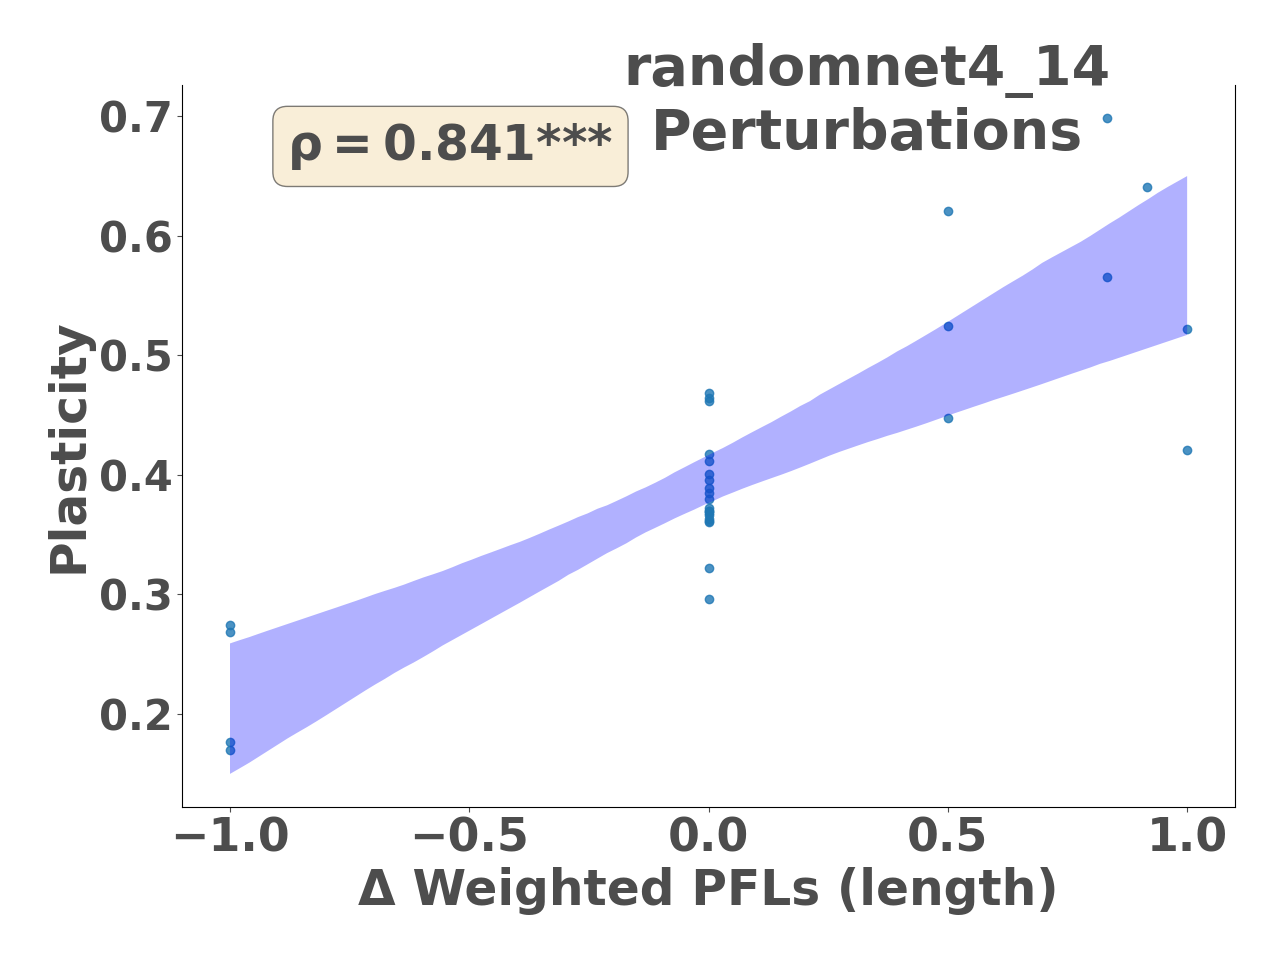 randomnet4_14
Perturbations
ρ = 0.841***
Plasticity
0.7
0.6
0.5
0.4
0.3
0.2
−1.0 −0.5 0.0 0.5 1.0
Δ Weighted PFLs (length)